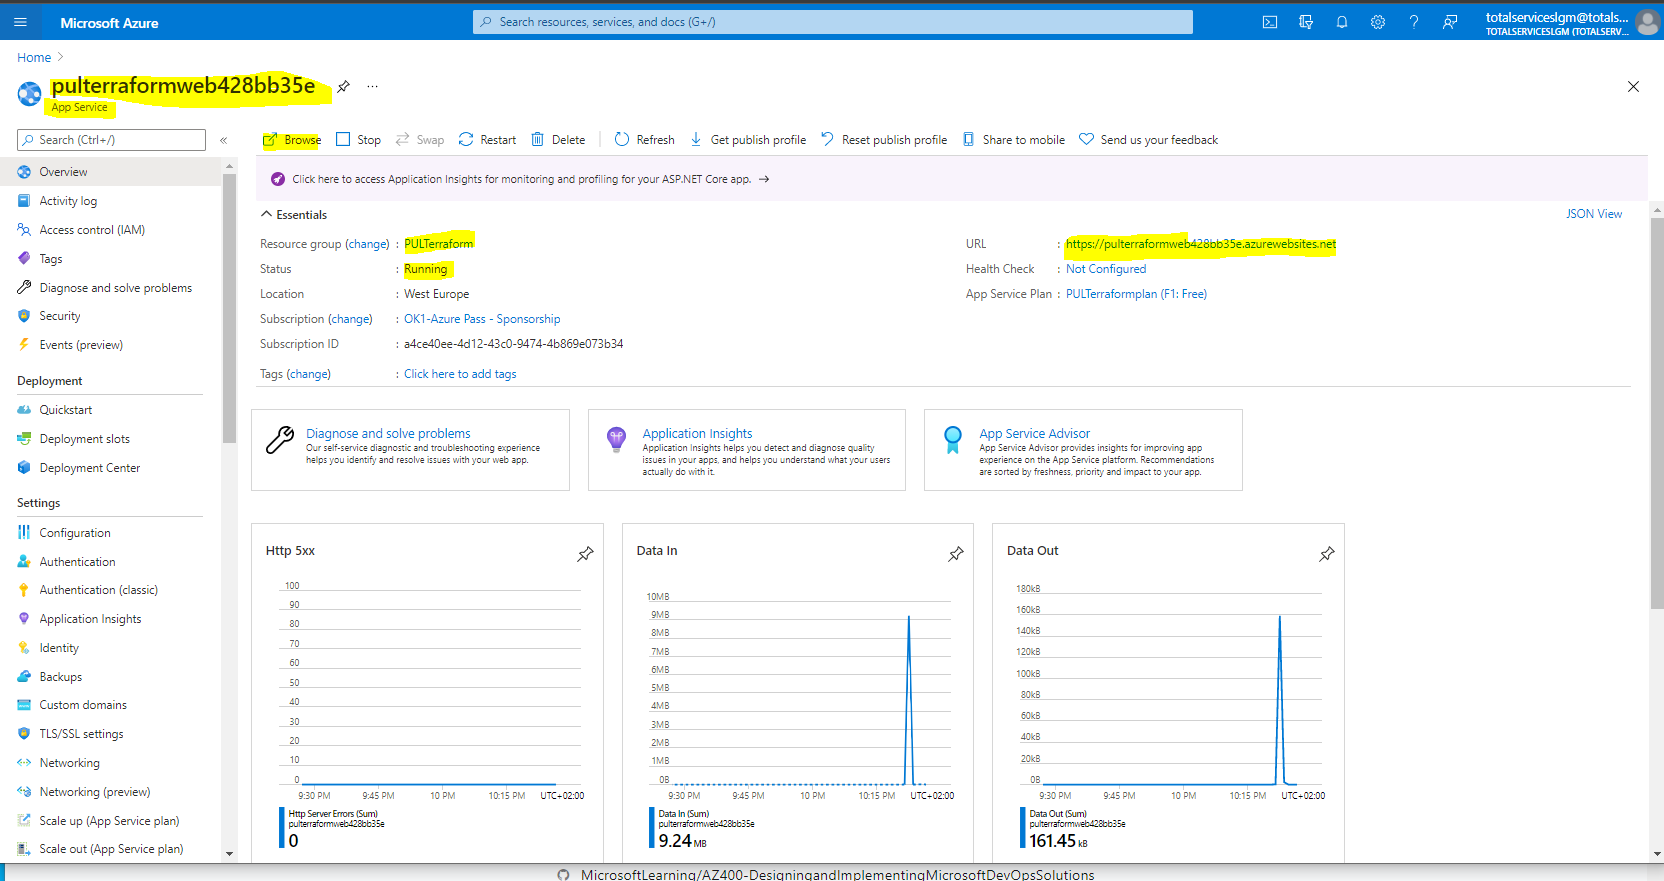 Microsoft Azure
Search resources, services, and docs (G+/)
totalserviceslgm@totals...
TOTALSERVICESLGM (TOTALSERV...
Home
pulterraformweb428bb35e
App Service
Search (Ctrl+/)
«
Browse
Stop
Swap
Restart
Delete
Refresh
Get publish profile
Reset publish profile
Share to mobile
Send us your feedback
Overview
Activity log
Access control (IAM)
Tags
Diagnose and solve problems
Security
Events (preview)
Deployment
Quickstart
Deployment slots
Deployment Center
Settings
Configuration
Authentication
Authentication (classic)
Application Insights
Identity
Backups
Custom domains
TLS/SSL settings
Networking
Networking (preview)
Scale up (App Service plan)
Scale out (App Service plan)
Click here to access Application Insights for monitoring and profiling for your ASP.NET Core app. →
Essentials
JSON View
Resource group (change) : PULTerraform
Status : Running
Location : West Europe
Subscription (change) : OK1-Azure Pass - Sponsorship
Subscription ID : a4ce40ee-4d12-43c0-9474-4b869e073b34
Tags (change) : Click here to add tags
URL : https://pulterraformweb428bb35e.azurewebsites.net
Health Check : Not Configured
App Service Plan : PULTerraformplan (F1: Free)
Diagnose and solve problems
Our self-service diagnostic and troubleshooting experience
helps you identify and resolve issues with your web app.
Application Insights
Application Insights helps you detect and diagnose quality
issues in your apps, and helps you understand what your users
actually do with it.
App Service Advisor
App Service Advisor provides insights for improving app
experience on the App Service platform. Recommendations
are sorted by freshness, priority and impact to your app.
Http 5xx
100
90
80
70
60
50
40
30
20
10
0
9:30 PM 9:45 PM 10 PM 10:15 PM UTC+02:00
Http Server Errors (Sum)
pulterraformweb428bb35e
0
Data In
10MB
9MB
8MB
7MB
6MB
5MB
4MB
3MB
2MB
1MB
0B
9:30 PM 9:45 PM 10 PM 10:15 PM UTC+02:00
Data In (Sum)
pulterraformweb428bb35e
9.24 MB
Data Out
180kB
160kB
140kB
120kB
100kB
80kB
60kB
40kB
20kB
0B
9:30 PM 9:45 PM 10 PM 10:15 PM UTC+02:00
Data Out (Sum)
pulterraformweb428bb35e
161.45 kB
MicrosoftLearning/AZ400-DesigningandImplementingMicrosoftDevOpsSolutions